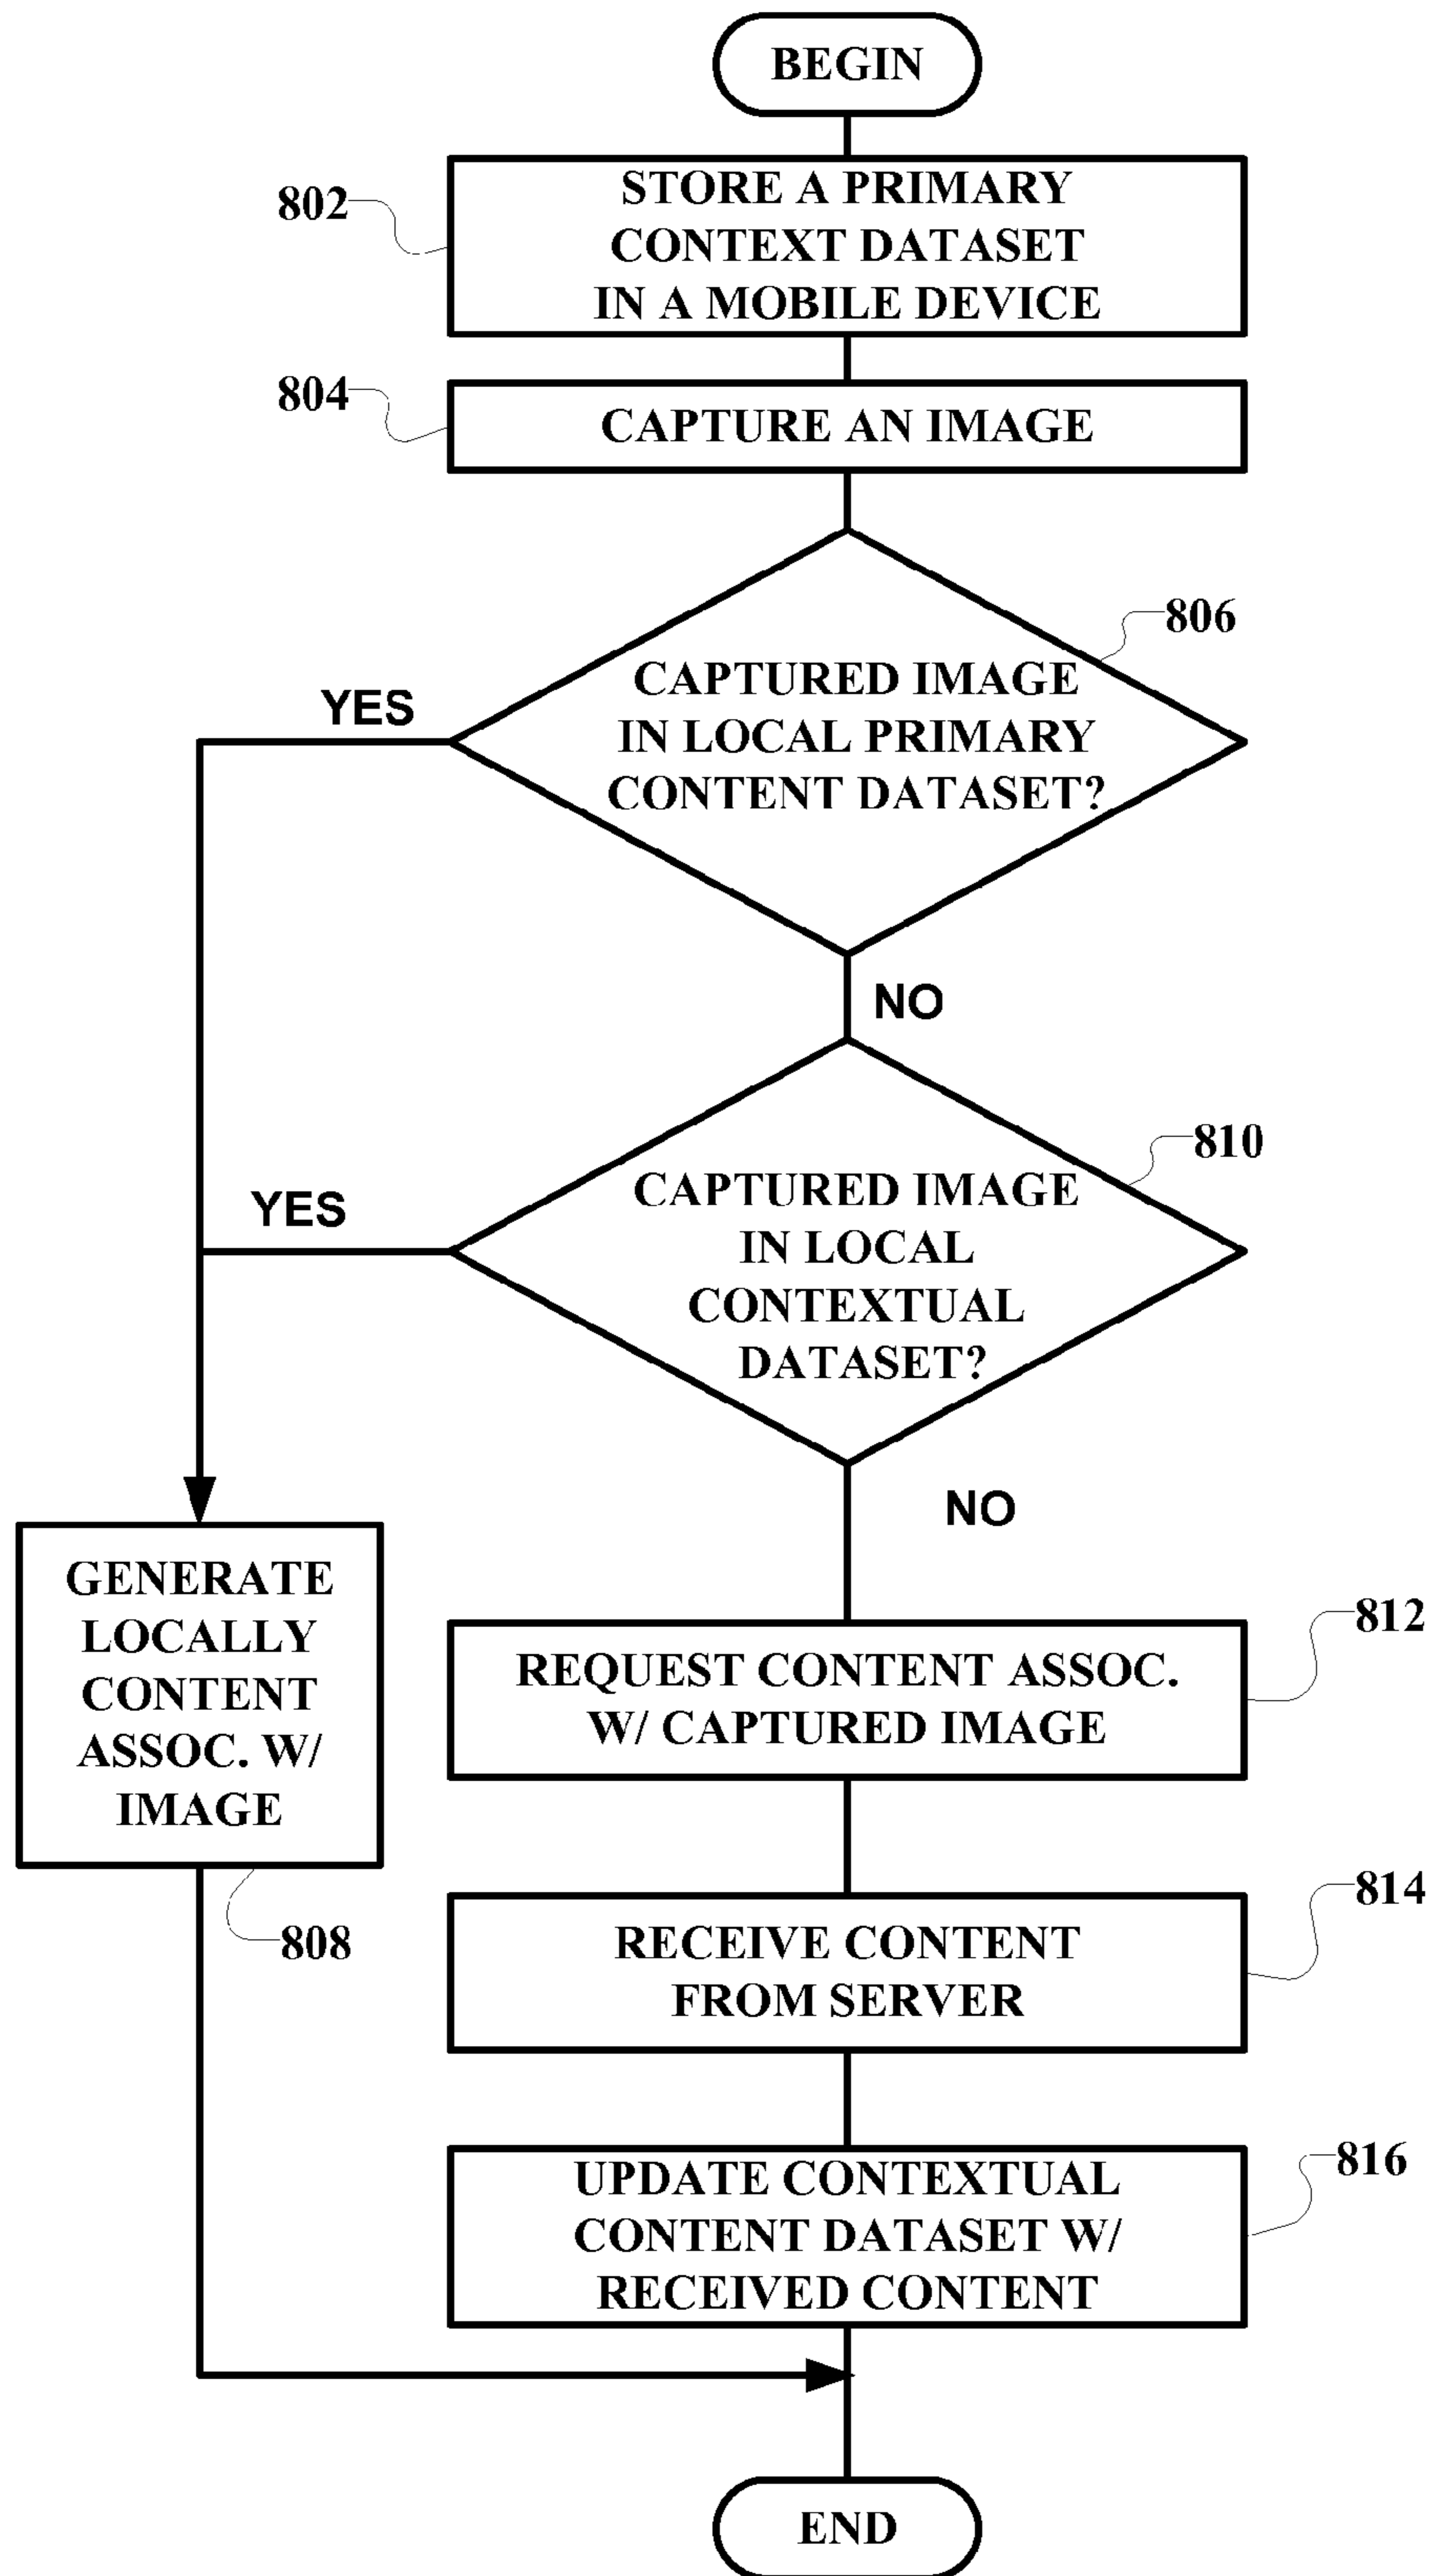 BEGIN
802
STORE A PRIMARY
CONTEXT DATASET
IN A MOBILE DEVICE
804
CAPTURE AN IMAGE
806
CAPTURED IMAGE
IN LOCAL PRIMARY
CONTENT DATASET?
YES
NO
810
CAPTURED IMAGE
IN LOCAL
CONTEXTUAL
DATASET?
YES
NO
GENERATE
LOCALLY
CONTENT
ASSOC. W/
IMAGE
808
812
REQUEST CONTENT ASSOC.
W/ CAPTURED IMAGE
814
RECEIVE CONTENT
FROM SERVER
816
UPDATE CONTEXTUAL
CONTENT DATASET W/
RECEIVED CONTENT
END